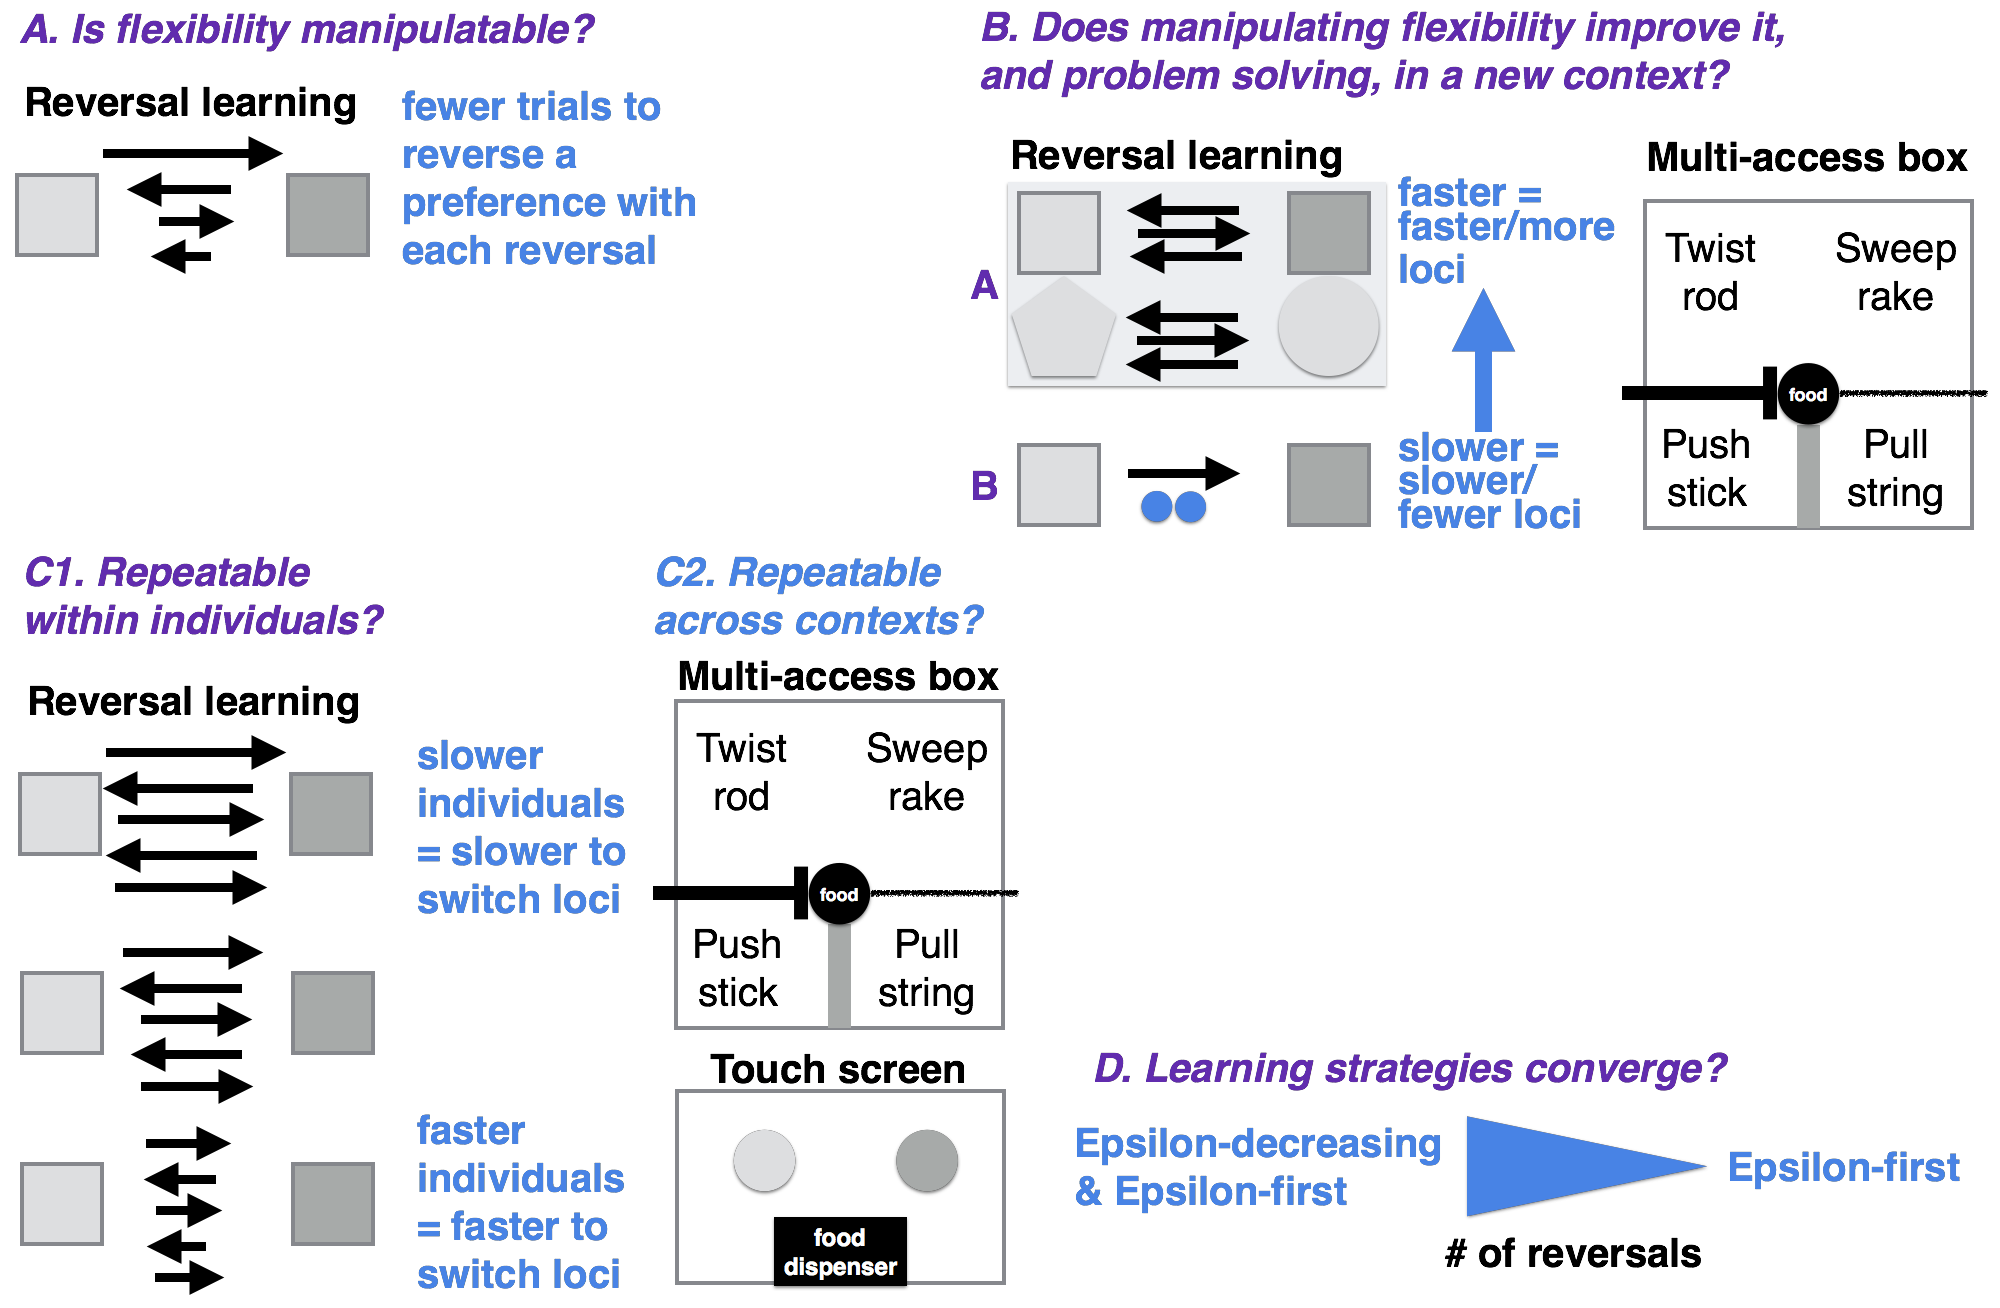 A. Is flexibility manipulatable?
Reversal learning
fewer trials to
reverse a
preference with
each reversal
B. Does manipulating flexibility improve it,
and problem solving, in a new context?
Reversal learning
A
B
faster =
faster/more
loci
slower =
slower/
fewer loci
Multi-access box
Twist
rod
Sweep
rake
food
Push
stick
Pull
string
C1. Repeatable
within individuals?
Reversal learning
slower
individuals
= slower to
switch loci
faster
individuals
= faster to
switch loci
C2. Repeatable
across contexts?
Multi-access box
Twist
rod
Sweep
rake
food
Push
stick
Pull
string
Touch screen
food
dispenser
D. Learning strategies converge?
Epsilon-decreasing
& Epsilon-first
Epsilon-first
# of reversals